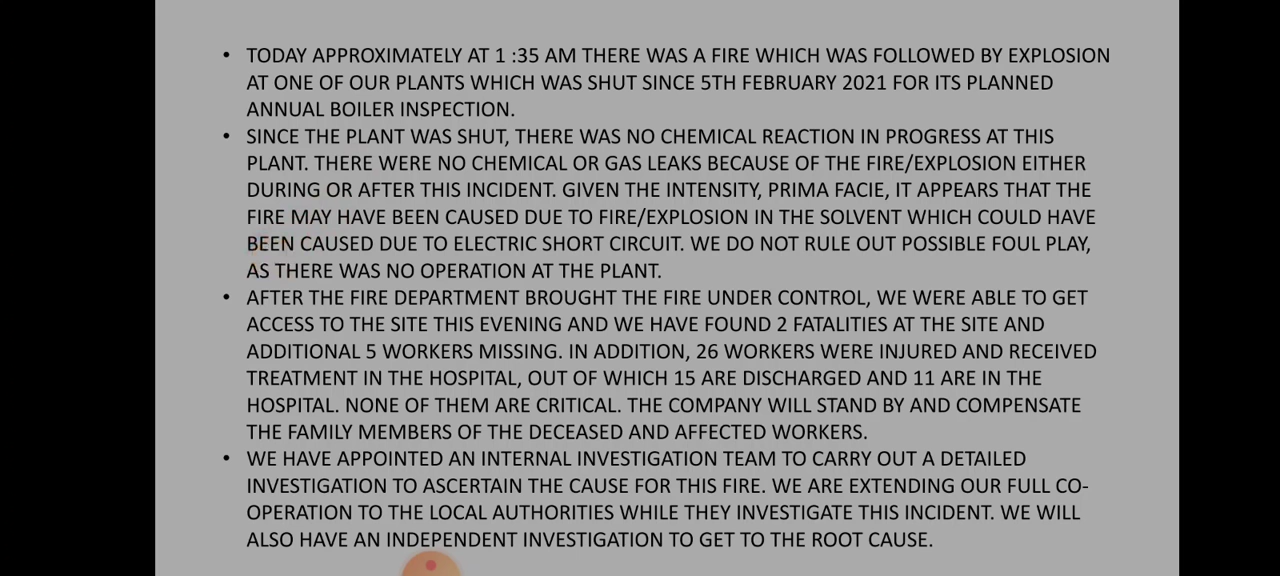 • TODAY APPROXIMATELY AT 1 :35 AM THERE WAS A FIRE WHICH WAS FOLLOWED BY EXPLOSION
AT ONE OF OUR PLANTS WHICH WAS SHUT SINCE 5TH FEBRUARY 2021 FOR ITS PLANNED
ANNUAL BOILER INSPECTION.
• SINCE THE PLANT WAS SHUT, THERE WAS NO CHEMICAL REACTION IN PROGRESS AT THIS
PLANT. THERE WERE NO CHEMICAL OR GAS LEAKS BECAUSE OF THE FIRE/EXPLOSION EITHER
DURING OR AFTER THIS INCIDENT. GIVEN THE INTENSITY, PRIMA FACIE, IT APPEARS THAT THE
FIRE MAY HAVE BEEN CAUSED DUE TO FIRE/EXPLOSION IN THE SOLVENT WHICH COULD HAVE
BEEN CAUSED DUE TO ELECTRIC SHORT CIRCUIT. WE DO NOT RULE OUT POSSIBLE FOUL PLAY,
AS THERE WAS NO OPERATION AT THE PLANT.
• AFTER THE FIRE DEPARTMENT BROUGHT THE FIRE UNDER CONTROL, WE WERE ABLE TO GET
ACCESS TO THE SITE THIS EVENING AND WE HAVE FOUND 2 FATALITIES AT THE SITE AND
ADDITIONAL 5 WORKERS MISSING. IN ADDITION, 26 WORKERS WERE INJURED AND RECEIVED
TREATMENT IN THE HOSPITAL, OUT OF WHICH 15 ARE DISCHARGED AND 11 ARE IN THE
HOSPITAL. NONE OF THEM ARE CRITICAL. THE COMPANY WILL STAND BY AND COMPENSATE
THE FAMILY MEMBERS OF THE DECEASED AND AFFECTED WORKERS.
• WE HAVE APPOINTED AN INTERNAL INVESTIGATION TEAM TO CARRY OUT A DETAILED
INVESTIGATION TO ASCERTAIN THE CAUSE FOR THIS FIRE. WE ARE EXTENDING OUR FULL CO-
OPERATION TO THE LOCAL AUTHORITIES WHILE THEY INVESTIGATE THIS INCIDENT. WE WILL
ALSO HAVE AN INDEPENDENT INVESTIGATION TO GET TO THE ROOT CAUSE.